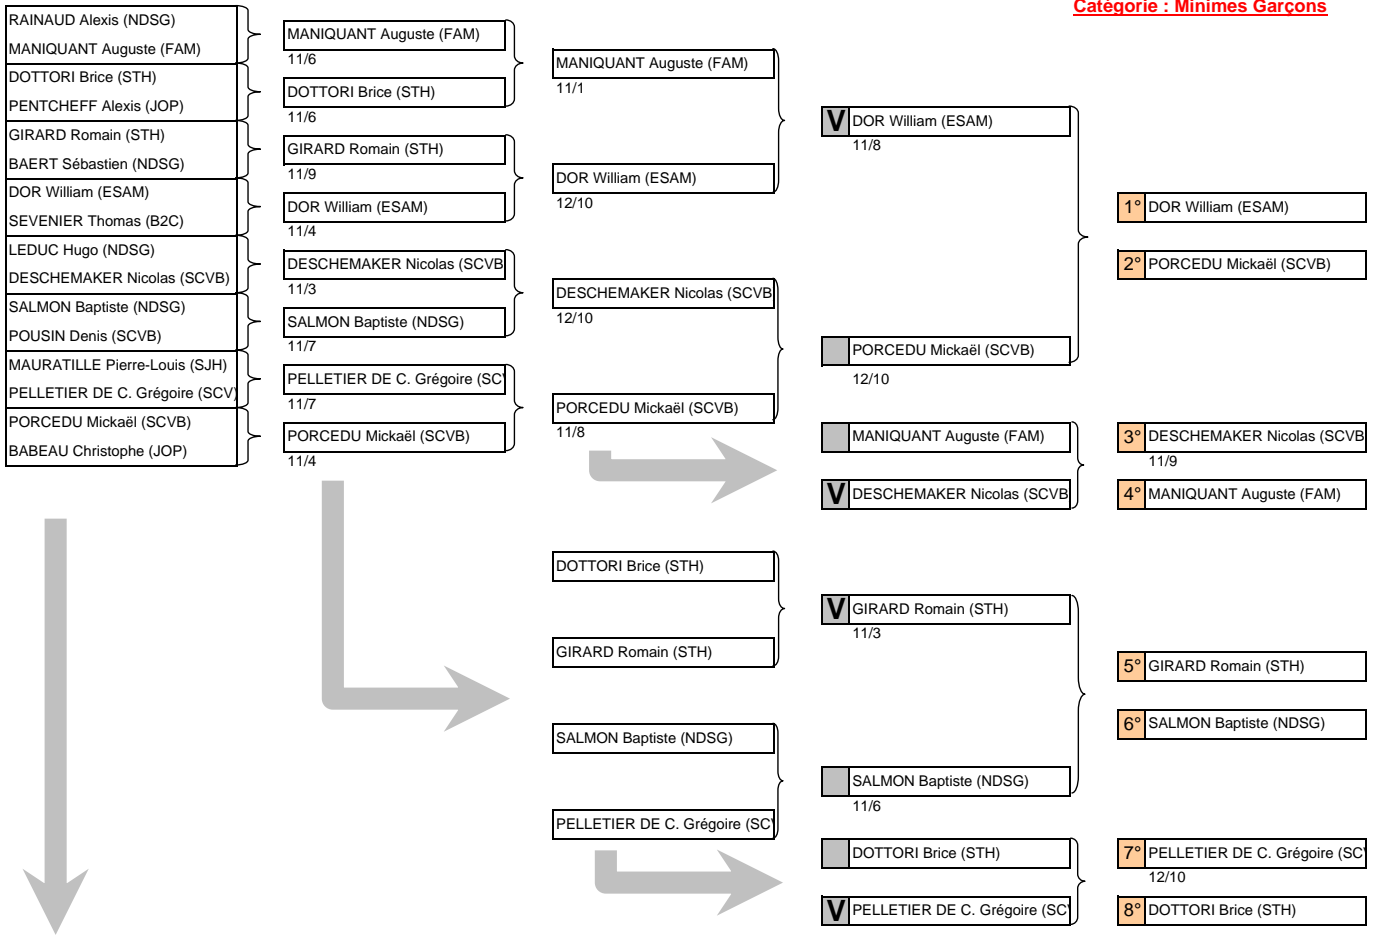 Catégorie : Minimes Garçons
RAINAUD Alexis (NDSG)
MANIQUANT Auguste (FAM)
DOTTORI Brice (STH)
PENTCHEFF Alexis (JOP)
GIRARD Romain (STH)
BAERT Sébastien (NDSG)
DOR William (ESAM)
SEVENIER Thomas (B2C)
LEDUC Hugo (NDSG)
DESCHEMAKER Nicolas (SCVB)
SALMON Baptiste (NDSG)
POUSIN Denis (SCVB)
MAURATILLE Pierre-Louis (SJH)
PELLETIER DE C. Grégoire (SCV)
PORCEDU Mickaël (SCVB)
BABEAU Christophe (JOP)
MANIQUANT Auguste (FAM)
11/6
DOTTORI Brice (STH)
11/6
GIRARD Romain (STH)
11/9
DOR William (ESAM)
11/4
DESCHEMAKER Nicolas (SCVB
11/3
SALMON Baptiste (NDSG)
11/7
PELLETIER DE C. Grégoire (SCV
11/7
PORCEDU Mickaël (SCVB)
11/4
MANIQUANT Auguste (FAM)
11/1
DOR William (ESAM)
12/10
DESCHEMAKER Nicolas (SCVB
12/10
PORCEDU Mickaël (SCVB)
11/8
V DOR William (ESAM)
11/8
PORCEDU Mickaël (SCVB)
12/10
MANIQUANT Auguste (FAM)
V DESCHEMAKER Nicolas (SCVB
1° DOR William (ESAM)
2° PORCEDU Mickaël (SCVB)
3° DESCHEMAKER Nicolas (SCVB
11/9
4° MANIQUANT Auguste (FAM)
DOTTORI Brice (STH)
GIRARD Romain (STH)
SALMON Baptiste (NDSG)
PELLETIER DE C. Grégoire (SCV
V GIRARD Romain (STH)
11/3
SALMON Baptiste (NDSG)
11/6
DOTTORI Brice (STH)
V PELLETIER DE C. Grégoire (SCV
5° GIRARD Romain (STH)
6° SALMON Baptiste (NDSG)
7° PELLETIER DE C. Grégoire (SCV
12/10
8° DOTTORI Brice (STH)